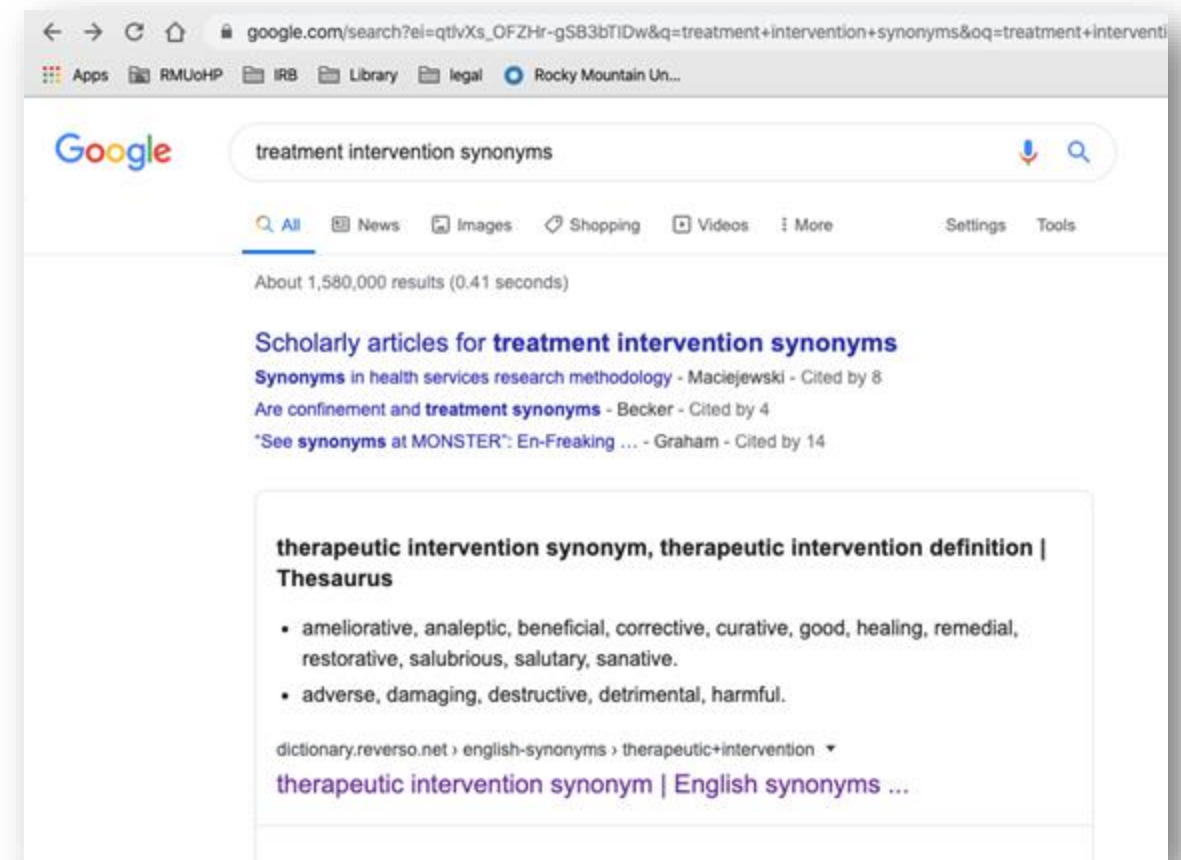 google.com/search?ei=qtlvXs_OFZHr-gSB3bTIDw&q=treatment+intervention+synonyms&oq=treatment+interventi
Apps RMUoHP IRB Library legal Rocky Mountain Un...
Google treatment intervention synonyms
All News Images Shopping Videos More Settings Tools
About 1,580,000 results (0.41 seconds)
Scholarly articles for treatment intervention synonyms
Synonyms in health services research methodology - Maciejewski - Cited by 8
Are confinement and treatment synonyms - Becker - Cited by 4
"See synonyms at MONSTER": En-Freaking ... - Graham - Cited by 14
therapeutic intervention synonym, therapeutic intervention definition |
Thesaurus
• ameliorative, analeptic, beneficial, corrective, curative, good, healing, remedial,
restorative, salubrious, salutary, sanative.
• adverse, damaging, destructive, detrimental, harmful.
dictionary.reverso.net › english-synonyms › therapeutic+intervention
therapeutic intervention synonym | English synonyms ...